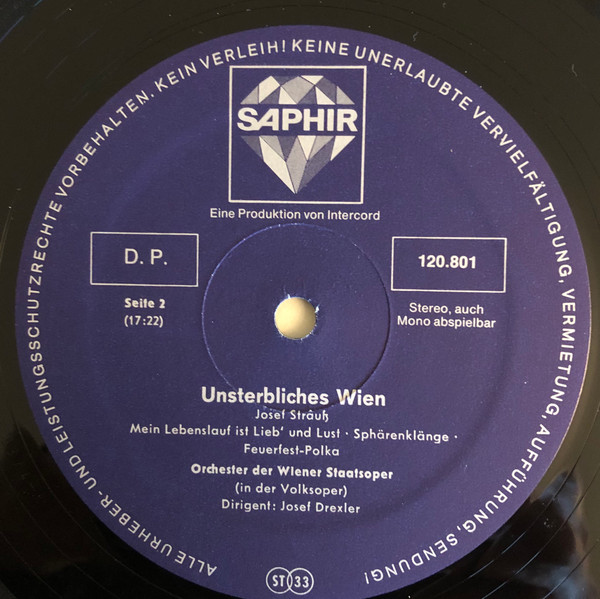 ALLE URHEBER- UND LEISTUNGSSCHUTZRECHTE VORBEHALTEN. KEIN VERLEIH! KEINE UNERLAUBTE VERVIELFÄLTIGUNG, VERMIETUNG, AUFFÜHRUNG, SENDUNG!
SAPHIR
Eine Produktion von Intercord
D. P.
120.801
Seite 2
(17:22)
Stereo, auch
Mono abspielbar
Unsterbliches Wien
Josef Strauß
Mein Lebenslauf ist Lieb' und Lust · Sphärenklänge ·
Feuerfest-Polka
Orchester der Wiener Staatsoper
(in der Volksoper)
Dirigent: Josef Drexler
ST 33